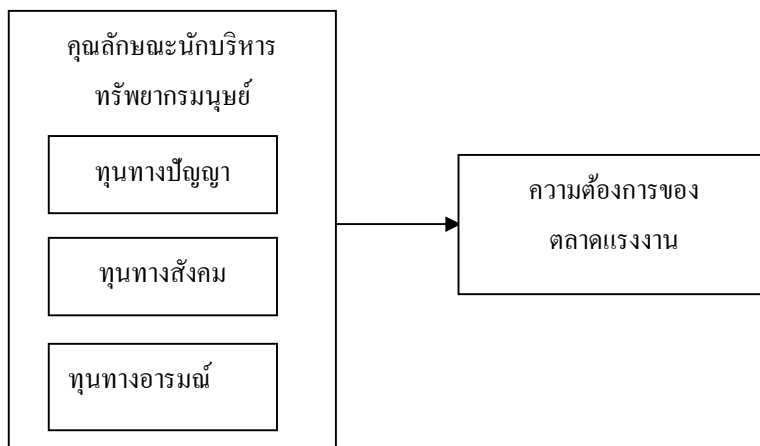 คุณลักษณะนักบริหาร
ทรัพยากรมนุษย์
ทุนทางปัญญา
ทุนทางสังคม
ทุนทางอารมณ์
ความต้องการของ
ตลาดแรงงาน